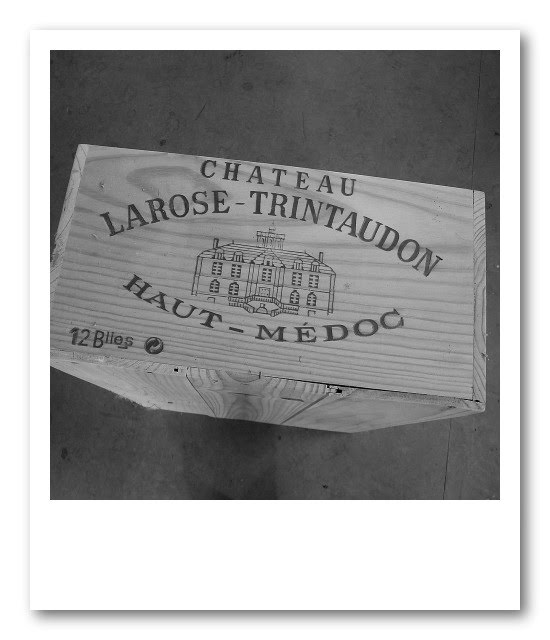 CHATEAU
LAROSE-TRINTAUDON
HAUT-MÉDOC
12 Blles